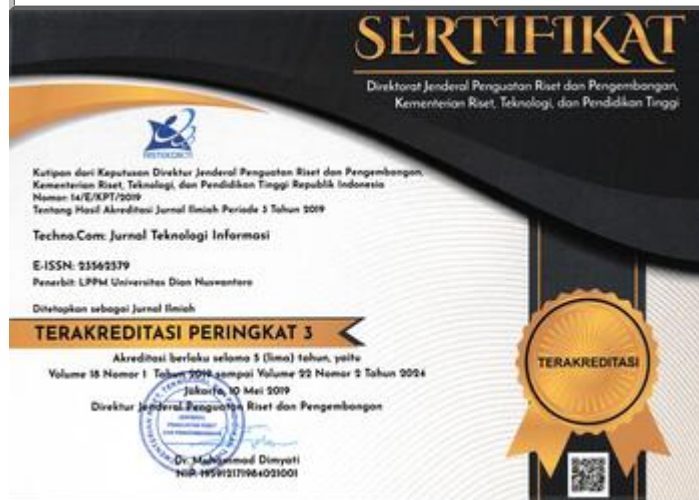 SERTIFIKAT
Direktorat Jenderal Penguatan Riset dan Pengembangan,
Kementerian Riset, Teknologi, dan Pendidikan Tinggi
RISTEKDIKTI
Kutipan dari Keputusan Direktur Jenderal Penguatan Riset dan Pengembangan,
Kementerian Riset, Teknologi, dan Pendidikan Tinggi Republik Indonesia
Nomor: 14/E/KPT/2019
Tentang Hasil Akreditasi Jurnal Ilmiah Periode 3 Tahun 2019
Techno.Com: Jurnal Teknologi Informasi
E-ISSN: 23562579
Penerbit: LPPM Universitas Dian Nuswantoro
Ditetapkan sebagai Jurnal Ilmiah
TERAKREDITASI PERINGKAT 3
TERAKREDITASI
Akreditasi berlaku selama 5 (lima) tahun, yaitu
Volume 18 Nomor 1 Tahun 2019 sampai Volume 22 Nomor 2 Tahun 2024
Jakarta, 10 Mei 2019
Direktur Jenderal Penguatan Riset dan Pengembangan
Dr. Muhammad Dimyati
NIP. 195912171984021001